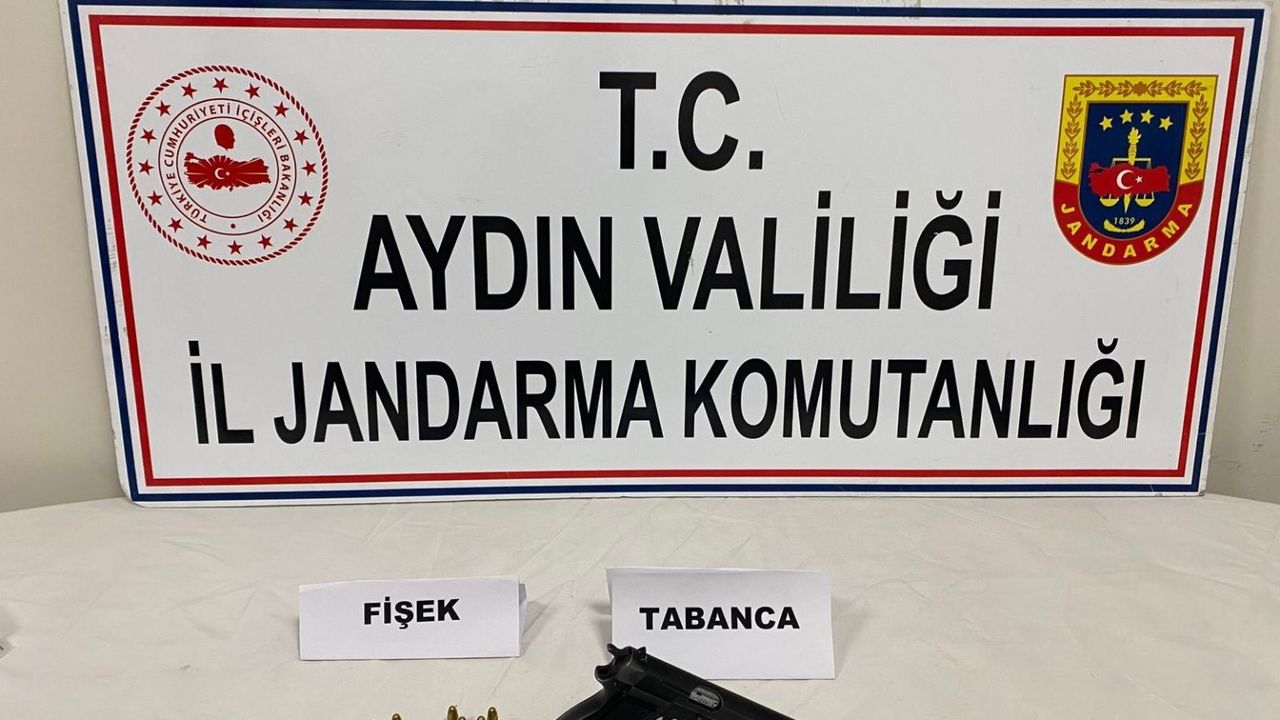 T.C.
AYDIN VALİLİĞİ
İL JANDARMA KOMUTANLIĞI
TÜRKİYE CUMHURİYETİ İÇİŞLERİ BAKANLIĞI
1839
JANDARMA
FİŞEK
TABANCA